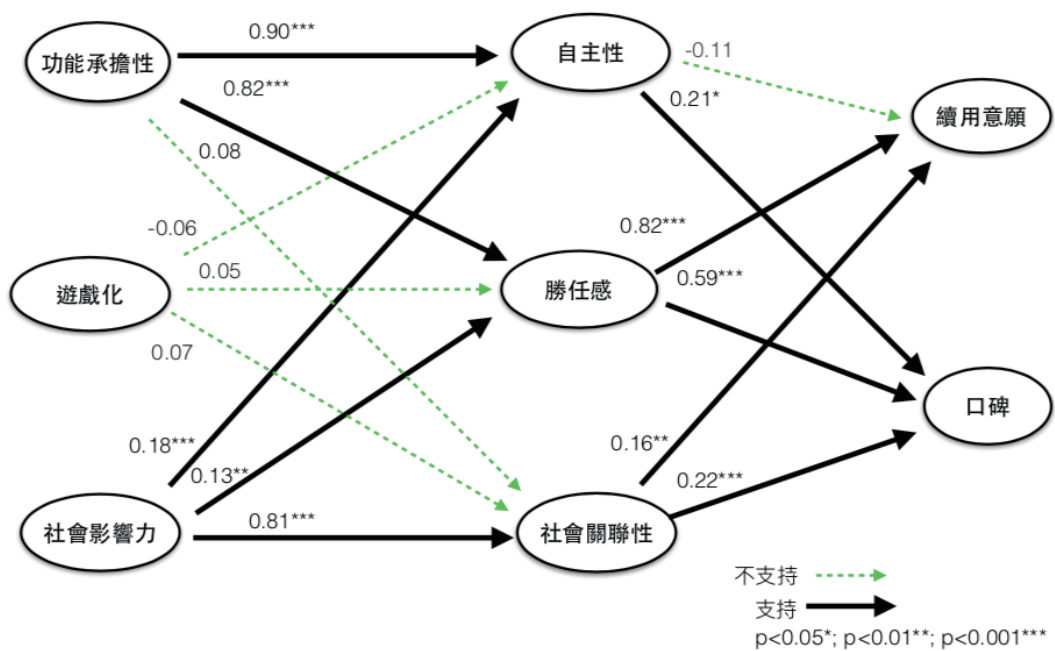 功能承擔性
0.90***
自主性
-0.11
0.82***
0.21*
續用意願
0.08
-0.06
0.82***
遊戲化
0.05
勝任感
0.59***
0.07
口碑
0.18***
0.16**
0.13**
0.22***
社會影響力
0.81***
社會關聯性
不支持
支持
p<0.05*; p<0.01**; p<0.001***